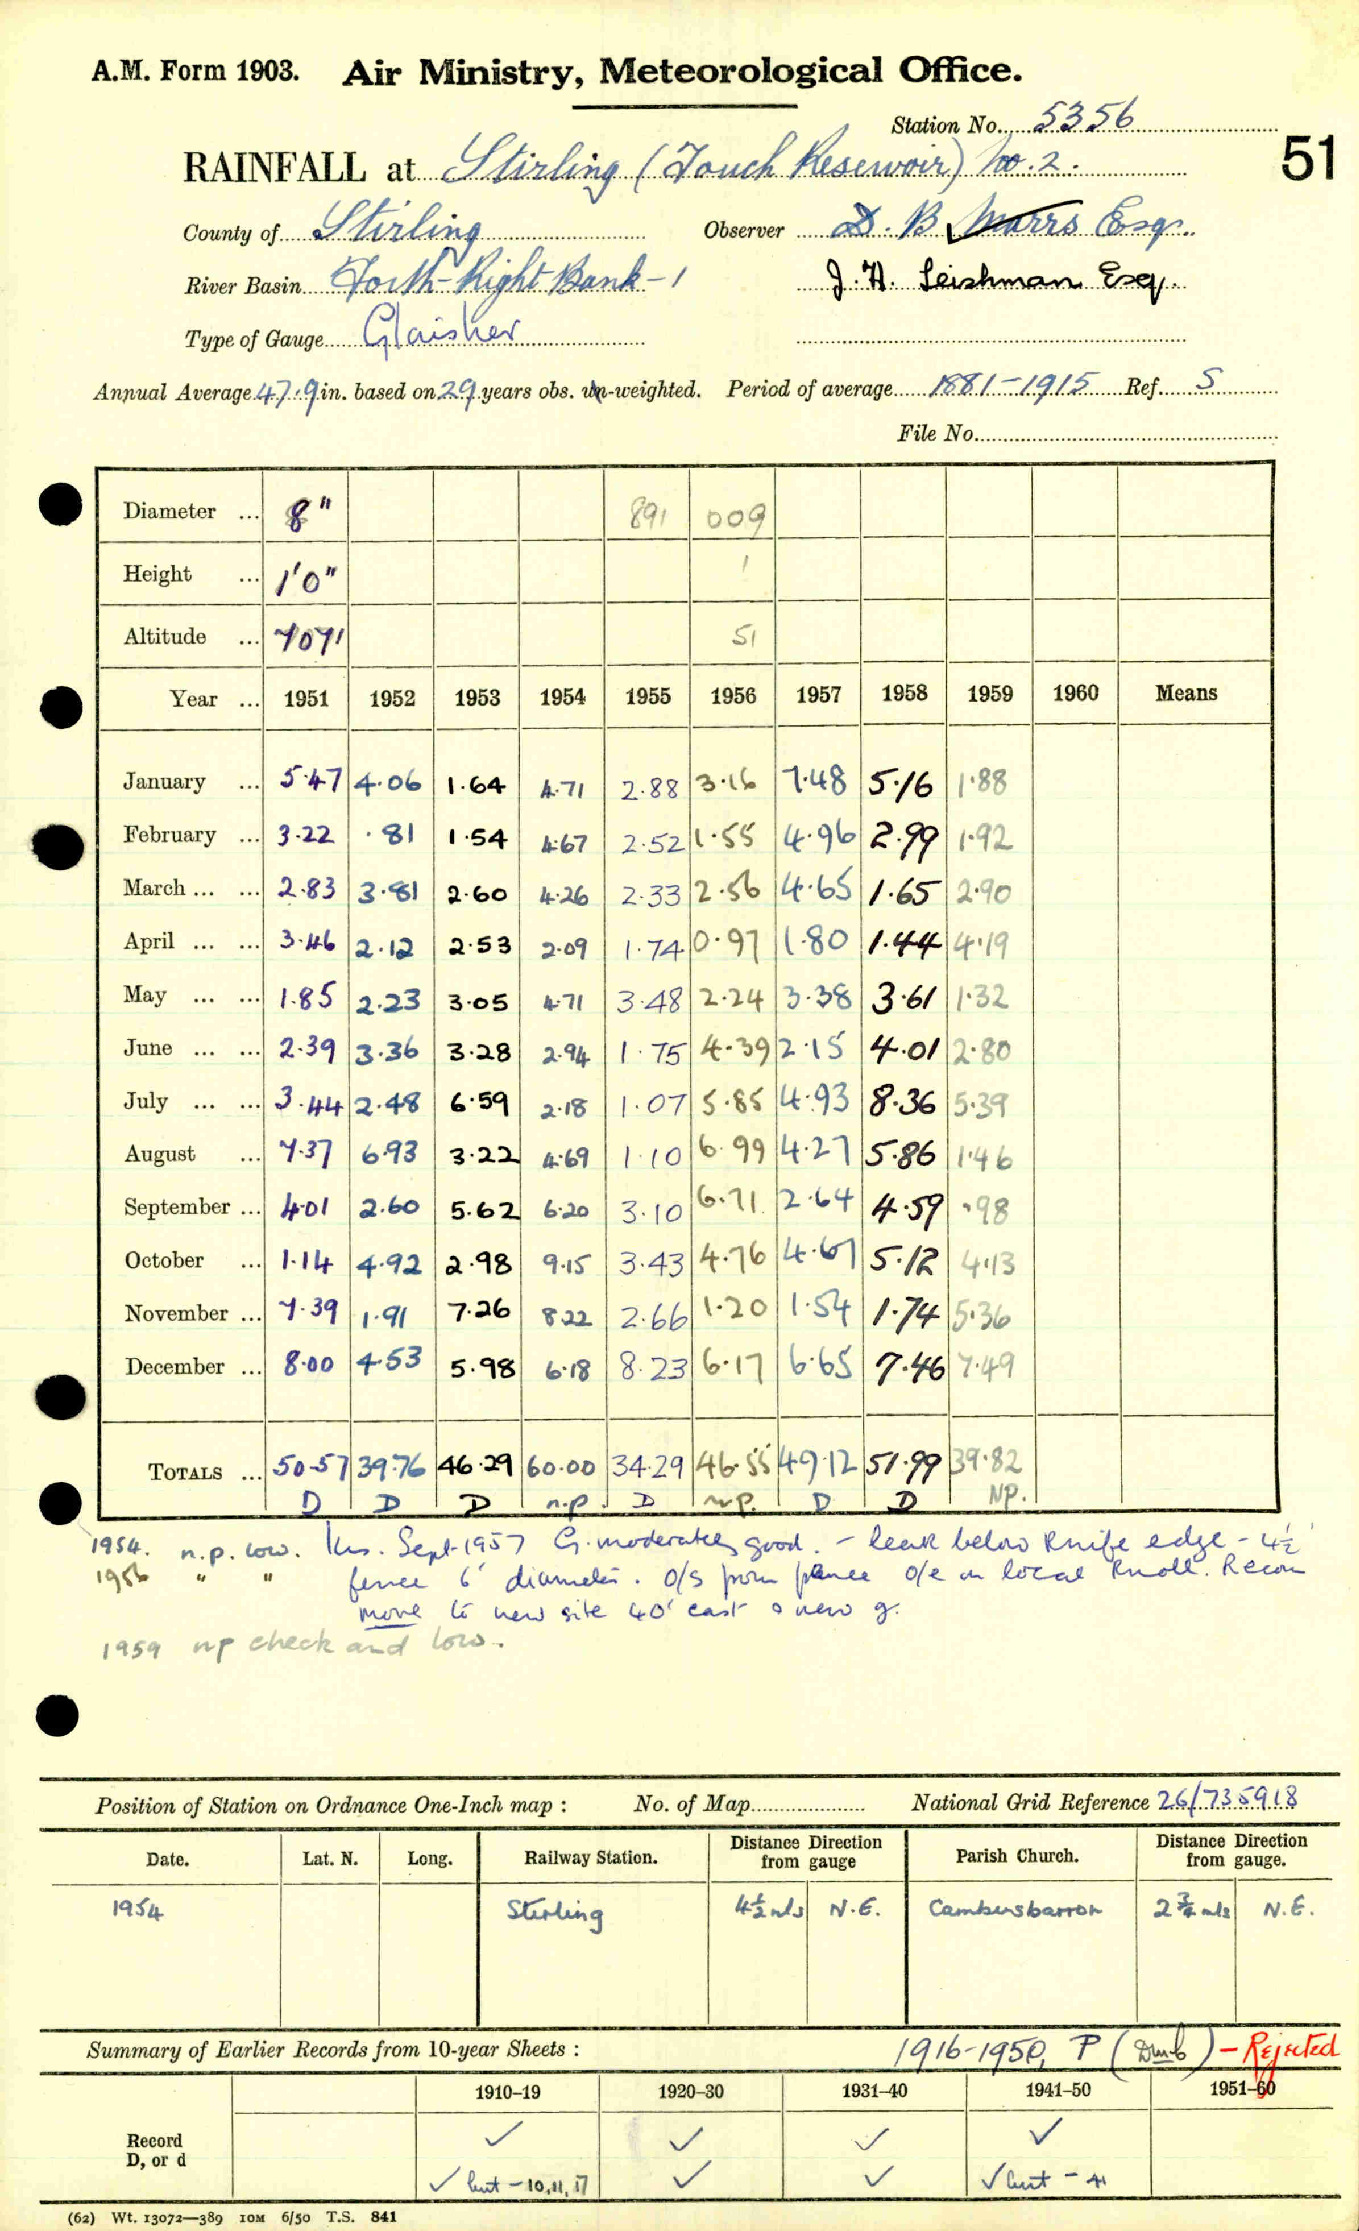 A.M. Form 1903. Air Ministry, Meteorological Office.
Station No. 5356
RAINFALL at Stirling (Touch Reservoir) No. 2. 51
County of Stirling Observer D. B. Marrs Esq.
River Basin Forth-Right Bank-1 J. H. Leishman Esq.
Type of Gauge Glaisher
Annual Average 47.9 in. based on 29 years obs. un-weighted. Period of average 1881-1915 Ref. S
File No.
Diameter ... 8" 891 009
Height ... 1'0" 1
Altitude ... 707' 51
Year ... 1951 1952 1953 1954 1955 1956 1957 1958 1959 1960 Means
January ... 5.47 4.06 1.64 4.71 2.88 3.16 7.48 5.16 1.88
February ... 3.22 .81 1.54 4.67 2.52 1.55 4.96 2.99 1.92
March ... ... 2.83 3.81 2.60 4.26 2.33 2.56 4.65 1.65 2.90
April ... ... 3.46 2.12 2.53 2.09 1.74 0.97 1.80 1.44 4.19
May ... ... 1.85 2.23 3.05 4.71 3.48 2.24 3.38 3.61 1.32
June ... ... 2.39 3.36 3.28 2.94 1.75 4.39 2.15 4.01 2.80
July ... ... 3.44 2.48 6.59 2.18 1.07 5.85 4.93 8.36 5.39
August ... 7.37 6.93 3.22 4.69 1.10 6.99 4.27 5.86 1.46
September ... 4.01 2.60 5.62 6.20 3.10 6.71 2.64 4.59 .98
October ... 1.14 4.92 2.98 9.15 3.43 4.76 4.67 5.12 4.13
November ... 7.39 1.91 7.26 8.22 2.66 1.20 1.54 1.74 5.36
December ... 8.00 4.53 5.98 6.18 8.23 6.17 6.65 7.46 7.49
TOTALS ... 50.57 39.76 46.29 60.00 34.29 46.55 49.12 51.99 39.82
D D D n.p. D n.p. D D NP.
1954. n.p. low. Ins. Sept. 1957 G. moderately good. - leak below knife edge - 4½'
1956 " " fence 6' diameter. O/S from fence O/E on local knoll. Recom
move to new site 40' east & new g.
1959 np check and low.
Position of Station on Ordnance One-Inch map : No. of Map National Grid Reference 26/735918
Date. Lat. N. Long. Railway Station. Distance Direction from gauge Parish Church. Distance Direction from gauge.
1954 Stirling 4½ mls N.E. Cambusbarron 2¾ mls N.E.
Summary of Earlier Records from 10-year Sheets : 1916-1950, P (Dmb) - Rejected
1910–19 1920–30 1931–40 1941–50 1951–60
Record ✓ ✓ ✓ ✓
D, or d ✓ but - 10, 11, 17 ✓ ✓ ✓ but - 41
(62) Wt. 13072—389 10M 6/50 T.S. 841